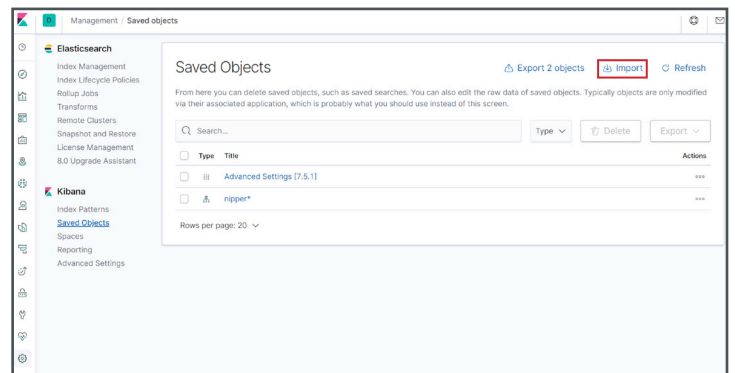 D Management / Saved objects
Elasticsearch
Index Management
Index Lifecycle Policies
Rollup Jobs
Transforms
Remote Clusters
Snapshot and Restore
License Management
8.0 Upgrade Assistant
Kibana
Index Patterns
Saved Objects
Spaces
Reporting
Advanced Settings
Saved Objects
Export 2 objects Import Refresh
From here you can delete saved objects, such as saved searches. You can also edit the raw data of saved objects. Typically objects are only modified
via their associated application, which is probably what you should use instead of this screen.
Search... Type Delete Export
Type Title Actions
Advanced Settings [7.5.1]
nipper*
Rows per page: 20